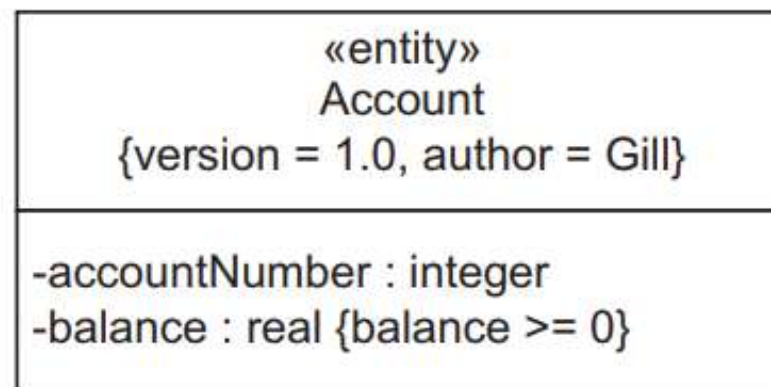 «entity»
Account
{version = 1.0, author = Gill}
-accountNumber : integer
-balance : real {balance >= 0}